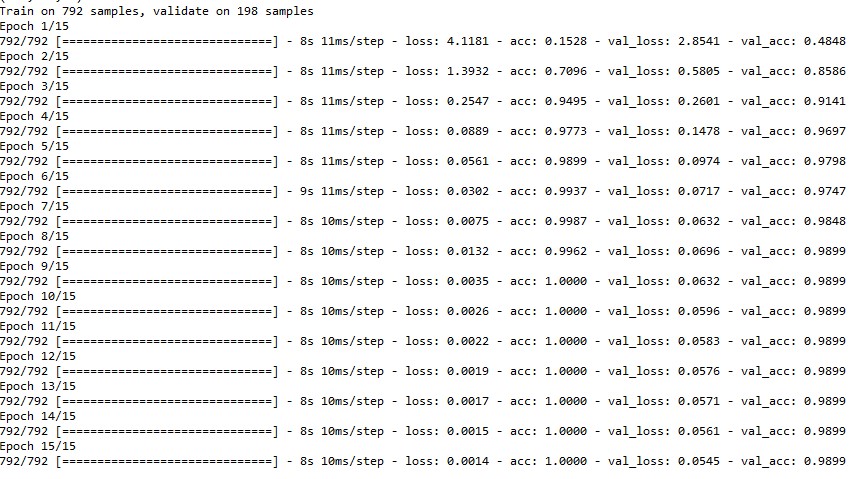 Train on 792 samples, validate on 198 samples
Epoch 1/15
792/792 [==============================] - 8s 11ms/step - loss: 4.1181 - acc: 0.1528 - val_loss: 2.8541 - val_acc: 0.4848
Epoch 2/15
792/792 [==============================] - 8s 11ms/step - loss: 1.3932 - acc: 0.7096 - val_loss: 0.5805 - val_acc: 0.8586
Epoch 3/15
792/792 [==============================] - 8s 11ms/step - loss: 0.2547 - acc: 0.9495 - val_loss: 0.2601 - val_acc: 0.9141
Epoch 4/15
792/792 [==============================] - 8s 11ms/step - loss: 0.0889 - acc: 0.9773 - val_loss: 0.1478 - val_acc: 0.9697
Epoch 5/15
792/792 [==============================] - 8s 11ms/step - loss: 0.0561 - acc: 0.9899 - val_loss: 0.0974 - val_acc: 0.9798
Epoch 6/15
792/792 [==============================] - 9s 11ms/step - loss: 0.0302 - acc: 0.9937 - val_loss: 0.0717 - val_acc: 0.9747
Epoch 7/15
792/792 [==============================] - 8s 10ms/step - loss: 0.0075 - acc: 0.9987 - val_loss: 0.0632 - val_acc: 0.9848
Epoch 8/15
792/792 [==============================] - 8s 10ms/step - loss: 0.0132 - acc: 0.9962 - val_loss: 0.0696 - val_acc: 0.9899
Epoch 9/15
792/792 [==============================] - 8s 10ms/step - loss: 0.0035 - acc: 1.0000 - val_loss: 0.0632 - val_acc: 0.9899
Epoch 10/15
792/792 [==============================] - 8s 10ms/step - loss: 0.0026 - acc: 1.0000 - val_loss: 0.0596 - val_acc: 0.9899
Epoch 11/15
792/792 [==============================] - 8s 10ms/step - loss: 0.0022 - acc: 1.0000 - val_loss: 0.0583 - val_acc: 0.9899
Epoch 12/15
792/792 [==============================] - 8s 10ms/step - loss: 0.0019 - acc: 1.0000 - val_loss: 0.0576 - val_acc: 0.9899
Epoch 13/15
792/792 [==============================] - 8s 10ms/step - loss: 0.0017 - acc: 1.0000 - val_loss: 0.0571 - val_acc: 0.9899
Epoch 14/15
792/792 [==============================] - 8s 10ms/step - loss: 0.0015 - acc: 1.0000 - val_loss: 0.0561 - val_acc: 0.9899
Epoch 15/15
792/792 [==============================] - 8s 10ms/step - loss: 0.0014 - acc: 1.0000 - val_loss: 0.0545 - val_acc: 0.9899